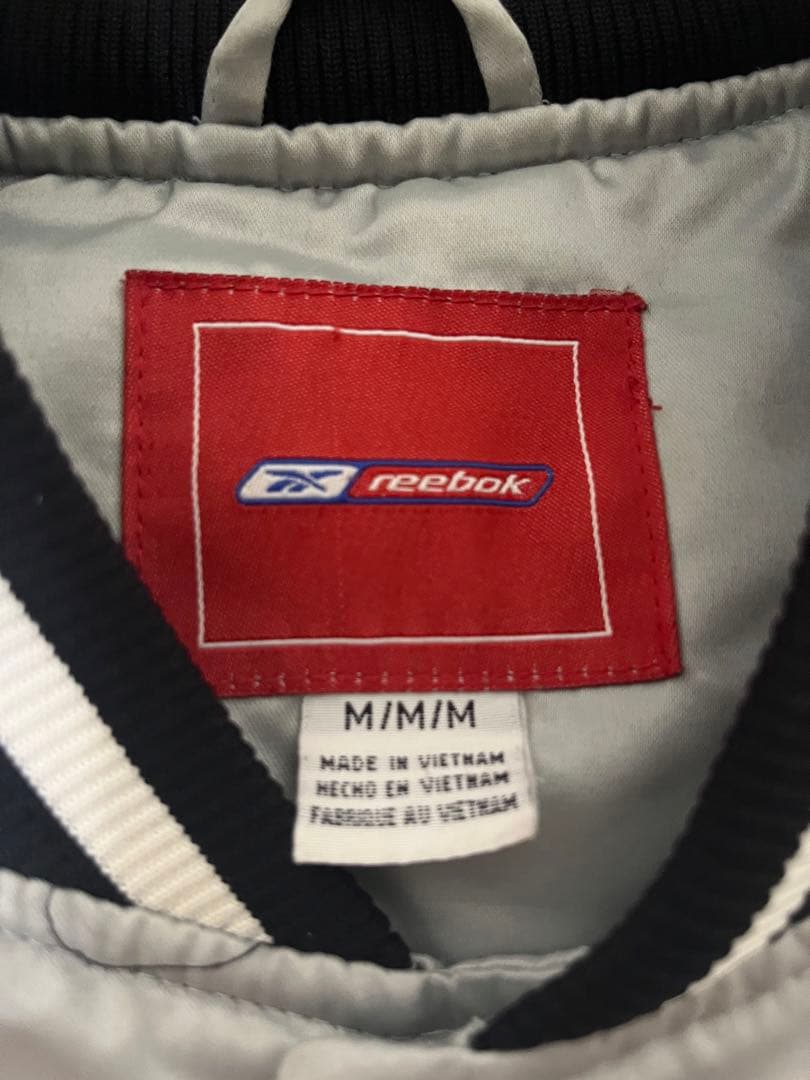 reebok
M/M/M
MADE IN VIETNAM
HECHO EN VIETNAM
FABRIQUE AU VIETNAM